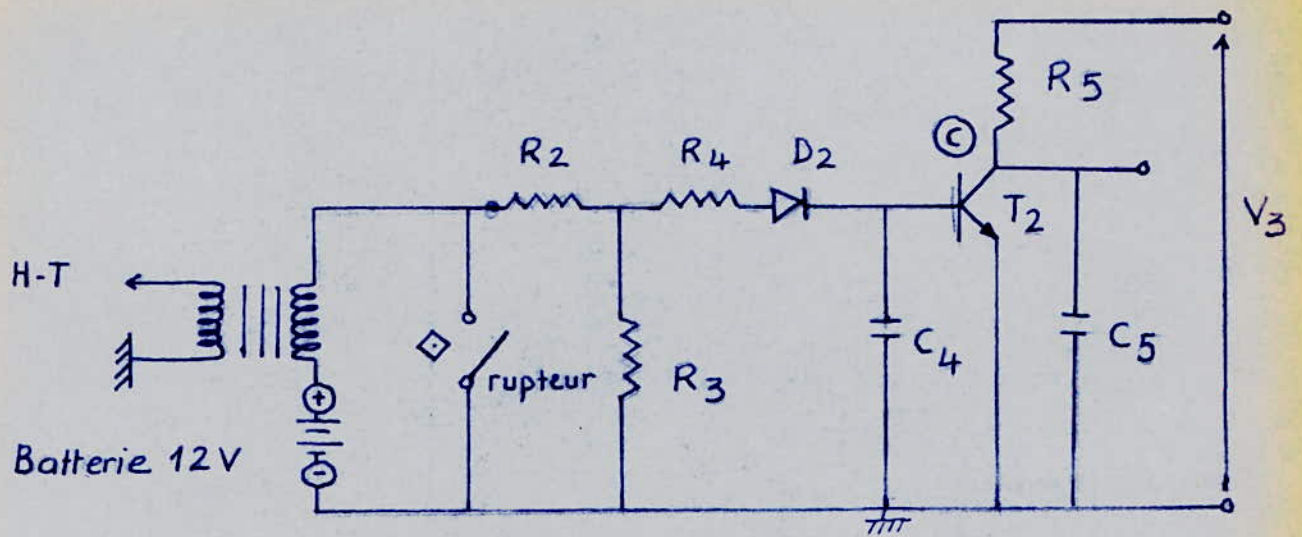 R5
C
R2
R4
D2
T2
V3
H-T
C4
C5
rupteur
R3
+
Batterie 12V
-